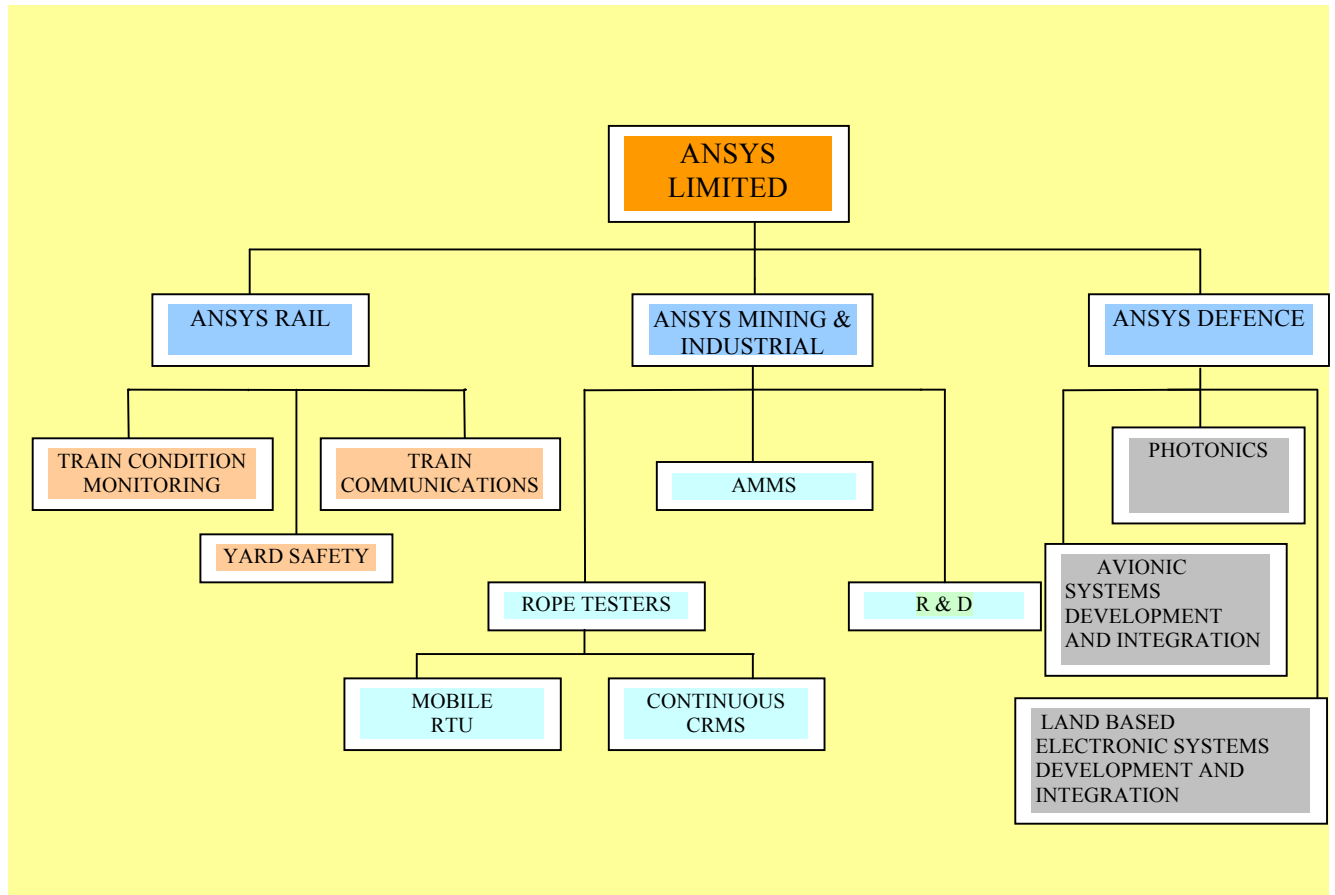 ANSYS
LIMITED
ANSYS RAIL
ANSYS MINING &
INDUSTRIAL
ANSYS DEFENCE
TRAIN CONDITION
MONITORING
TRAIN
COMMUNICATIONS
YARD SAFETY
AMMS
ROPE TESTERS
R & D
MOBILE
RTU
CONTINUOUS
CRMS
PHOTONICS
AVIONIC
SYSTEMS
DEVELOPMENT
AND INTEGRATION
LAND BASED
ELECTRONIC SYSTEMS
DEVELOPMENT AND
INTEGRATION